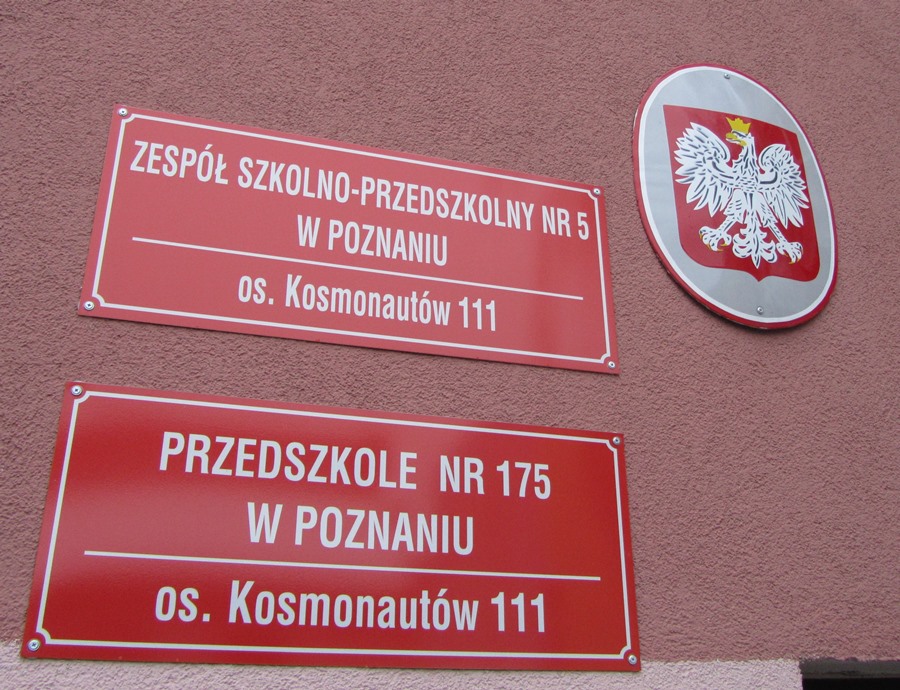 ZESPÓŁ SZKOLNO-PRZEDSZKOLNY NR 5
W POZNANIU
os. Kosmonautów 111
PRZEDSZKOLE NR 175
W POZNANIU
os. Kosmonautów 111